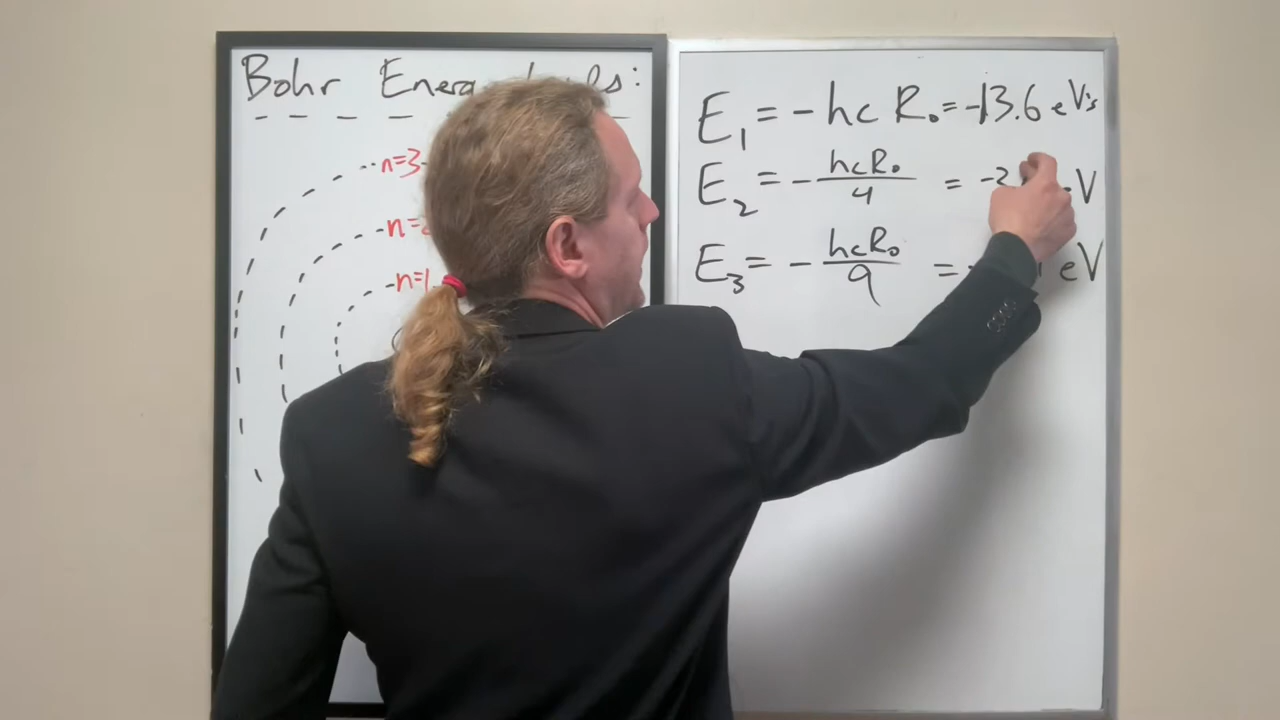 Bohr
n=3
n=1
E₁ = - hc R₀ = -13.6 eV's
E₂ = - hcR₀ / 4 =
E₃ = - hcR₀ / 9 = eV